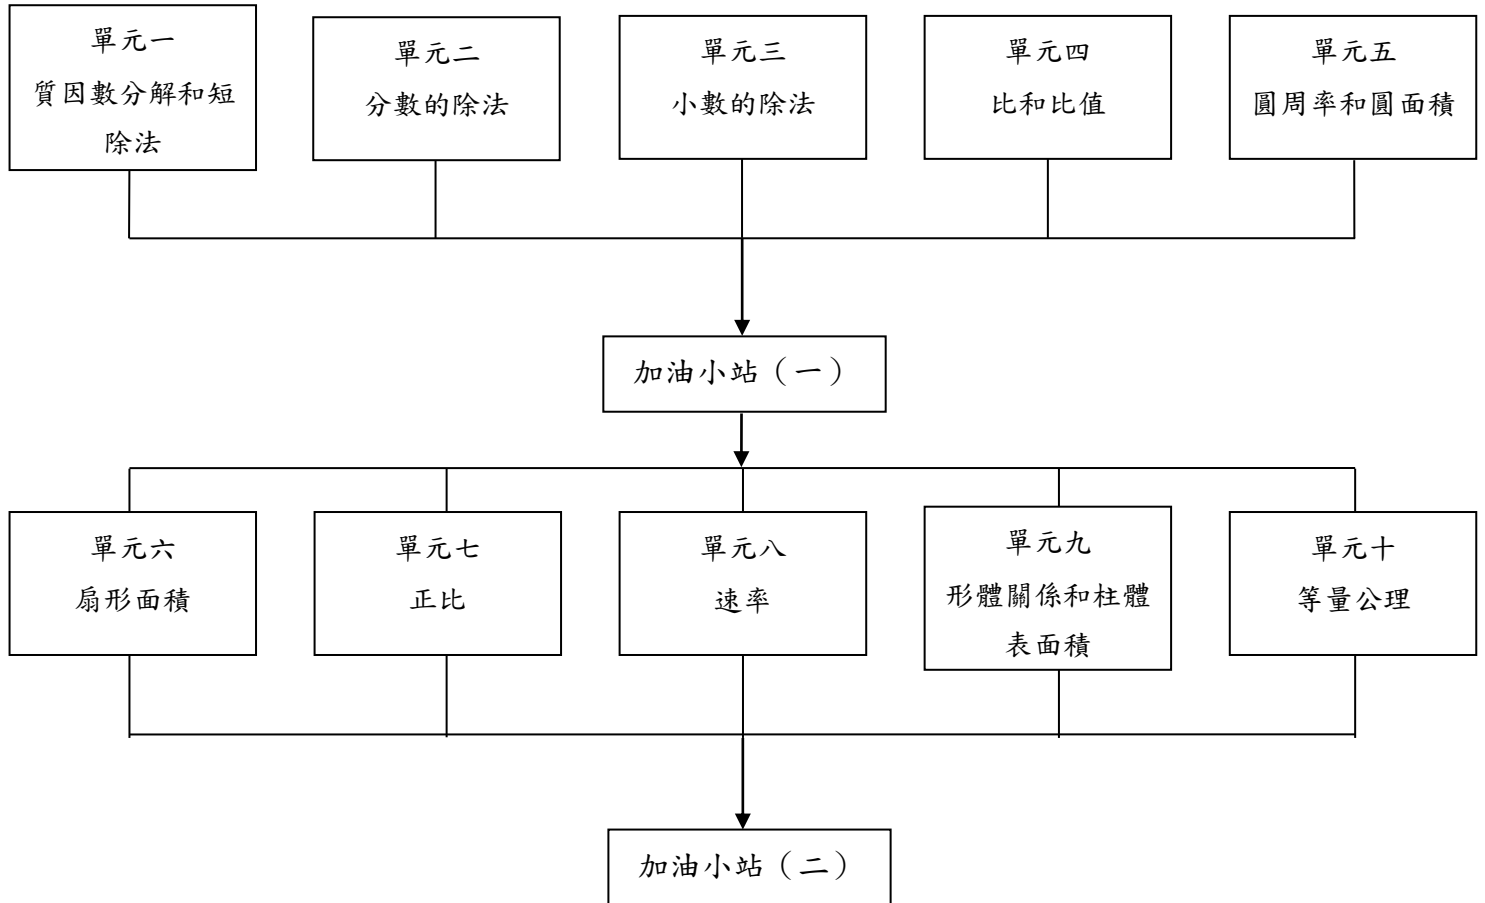 單元一
質因數分解和短
除法
單元二
分數的除法
單元三
小數的除法
單元四
比和比值
單元五
圓周率和圓面積
加油小站（一）
單元六
扇形面積
單元七
正比
單元八
速率
單元九
形體關係和柱體
表面積
單元十
等量公理
加油小站（二）